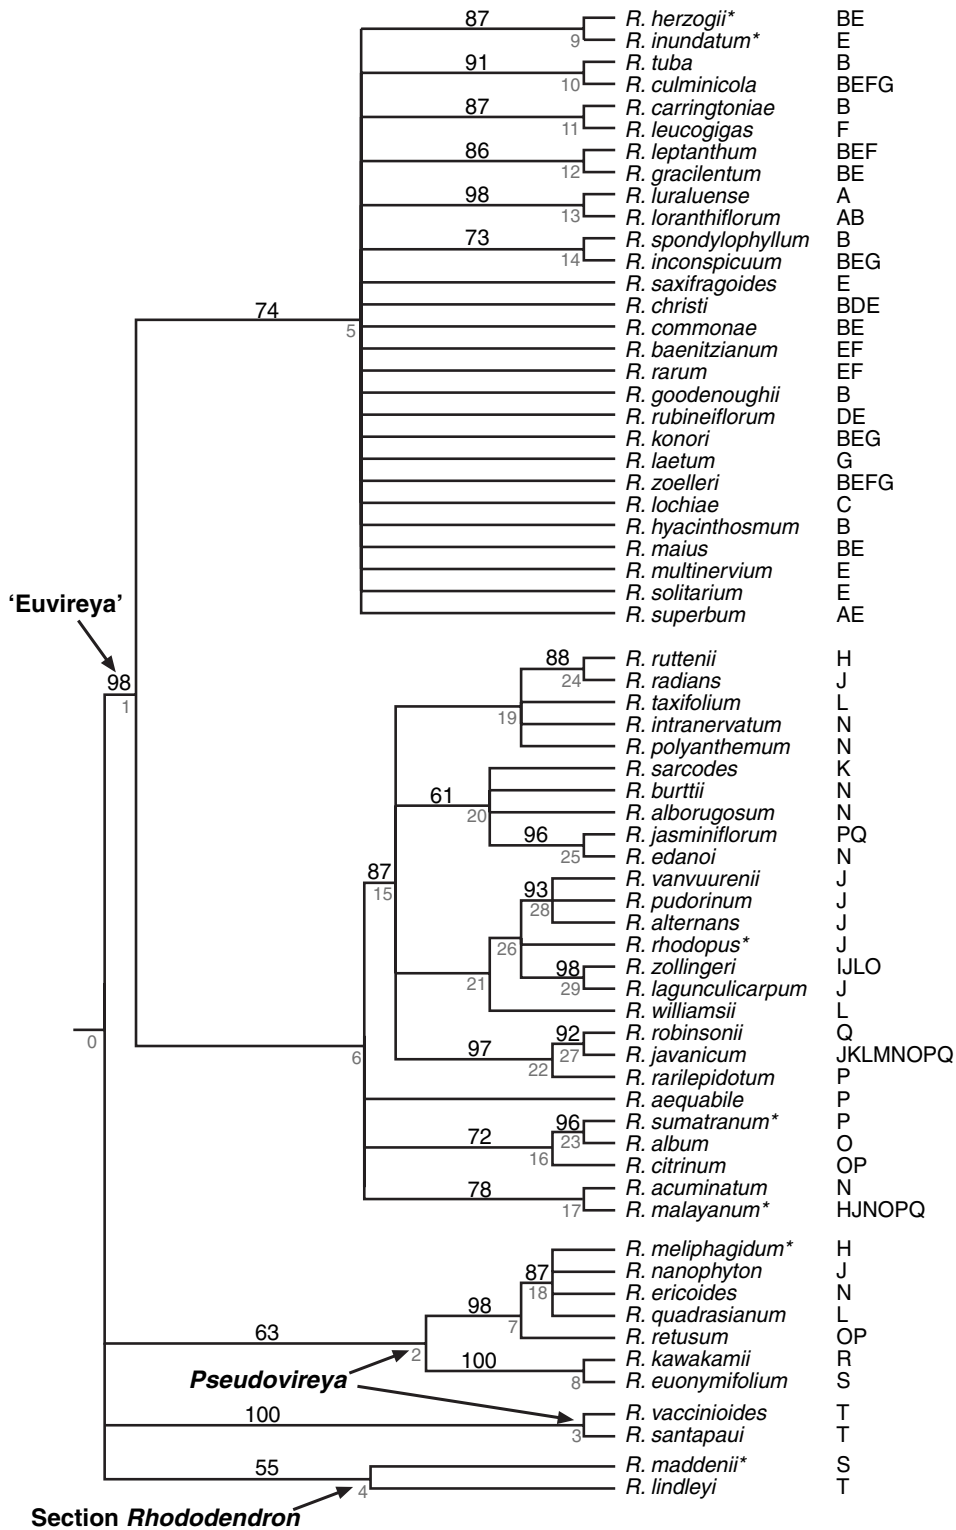 87
R. herzogii* BE
9 R. inundatum* E
91 R. tuba B
10 R. culminicola BEFG
87 R. carringtoniae B
11 R. leucogigas F
86 R. leptanthum BEF
12 R. gracilentum BE
98 R. luraluense A
13 R. loranthiflorum AB
73 R. spondylophyllum B
14 R. inconspicuum BEG
R. saxifragoides E
74 R. christi BDE
5 R. commonae BE
R. baenitzianum EF
R. rarum EF
R. goodenoughii B
R. rubineiflorum DE
R. konori BEG
R. laetum G
R. zoelleri BEFG
R. lochiae C
R. hyacinthosmum B
R. maius BE
R. multinervium E
R. solitarium E
‘Euvireya’
R. superbum AE
88 R. ruttenii H
98 24 R. radians J
1 19 R. taxifolium L
R. intranervatum N
R. polyanthemum N
R. sarcodes K
61 R. burttii N
20 R. alborugosum N
96 R. jasminiflorum PQ
25 R. edanoi N
87 R. vanvuurenii J
15 93 R. pudorinum J
28 R. alternans J
26 R. rhodopus* J
98 R. zollingeri IJLO
21 29 R. lagunculicarpum J
R. williamsii L
0 92 R. robinsonii Q
6 97 27 R. javanicum JKLMNOPQ
22 R. rarilepidotum P
R. aequabile P
96 R. sumatranum* P
72 23 R. album O
16 R. citrinum OP
78 R. acuminatum N
17 R. malayanum* HJNOPQ
R. meliphagidum* H
87 R. nanophyton J
18 R. ericoides N
98 R. quadrasianum L
63 7 R. retusum OP
2 100 R. kawakamii R
Pseudovireya 8 R. euonymifolium S
100 R. vaccinioides T
3 R. santapaui T
55 R. maddenii* S
4 R. lindleyi T
Section Rhododendron